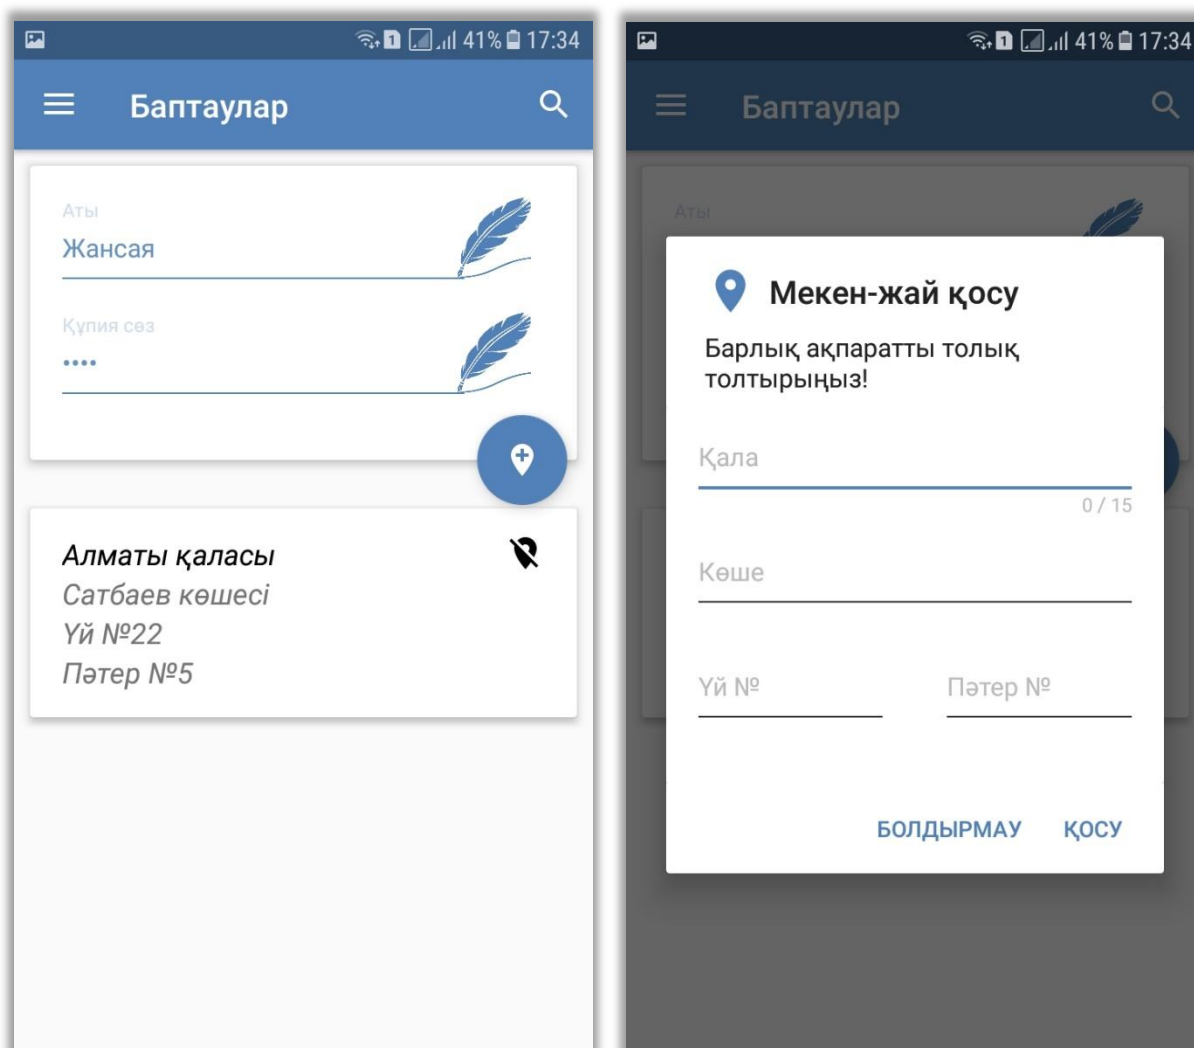 1 41% 17:34
Баптаулар
Аты
Жансая
Құпия сөз
••••
Алматы қаласы
Сатбаев көшесі
Үй №22
Пәтер №5
1 41% 17:34
Баптаулар
Аты
Мекен-жай қосу
Барлық ақпаратты толық
толтырыңыз!
Қала
0 / 15
Көше
Үй № Пәтер №
БОЛДЫРМАУ ҚОСУ